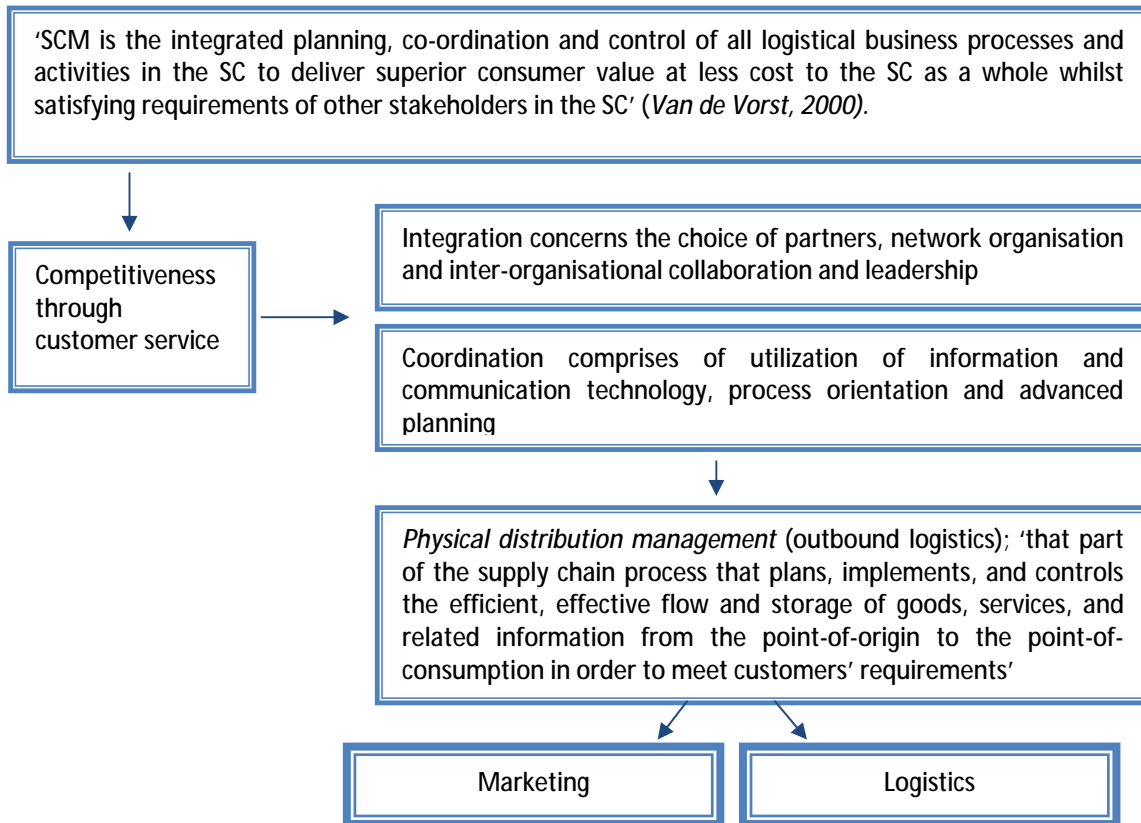 ‘SCM is the integrated planning, co-ordination and control of all logistical business processes and
activities in the SC to deliver superior consumer value at less cost to the SC as a whole whilst
satisfying requirements of other stakeholders in the SC’ (Van de Vorst, 2000).
Competitiveness
through
customer service
Integration concerns the choice of partners, network organisation
and inter-organisational collaboration and leadership
Coordination comprises of utilization of information and
communication technology, process orientation and advanced
planning
Physical distribution management (outbound logistics); ‘that part
of the supply chain process that plans, implements, and controls
the efficient, effective flow and storage of goods, services, and
related information from the point-of-origin to the point-of-
consumption in order to meet customers’ requirements’
Marketing
Logistics